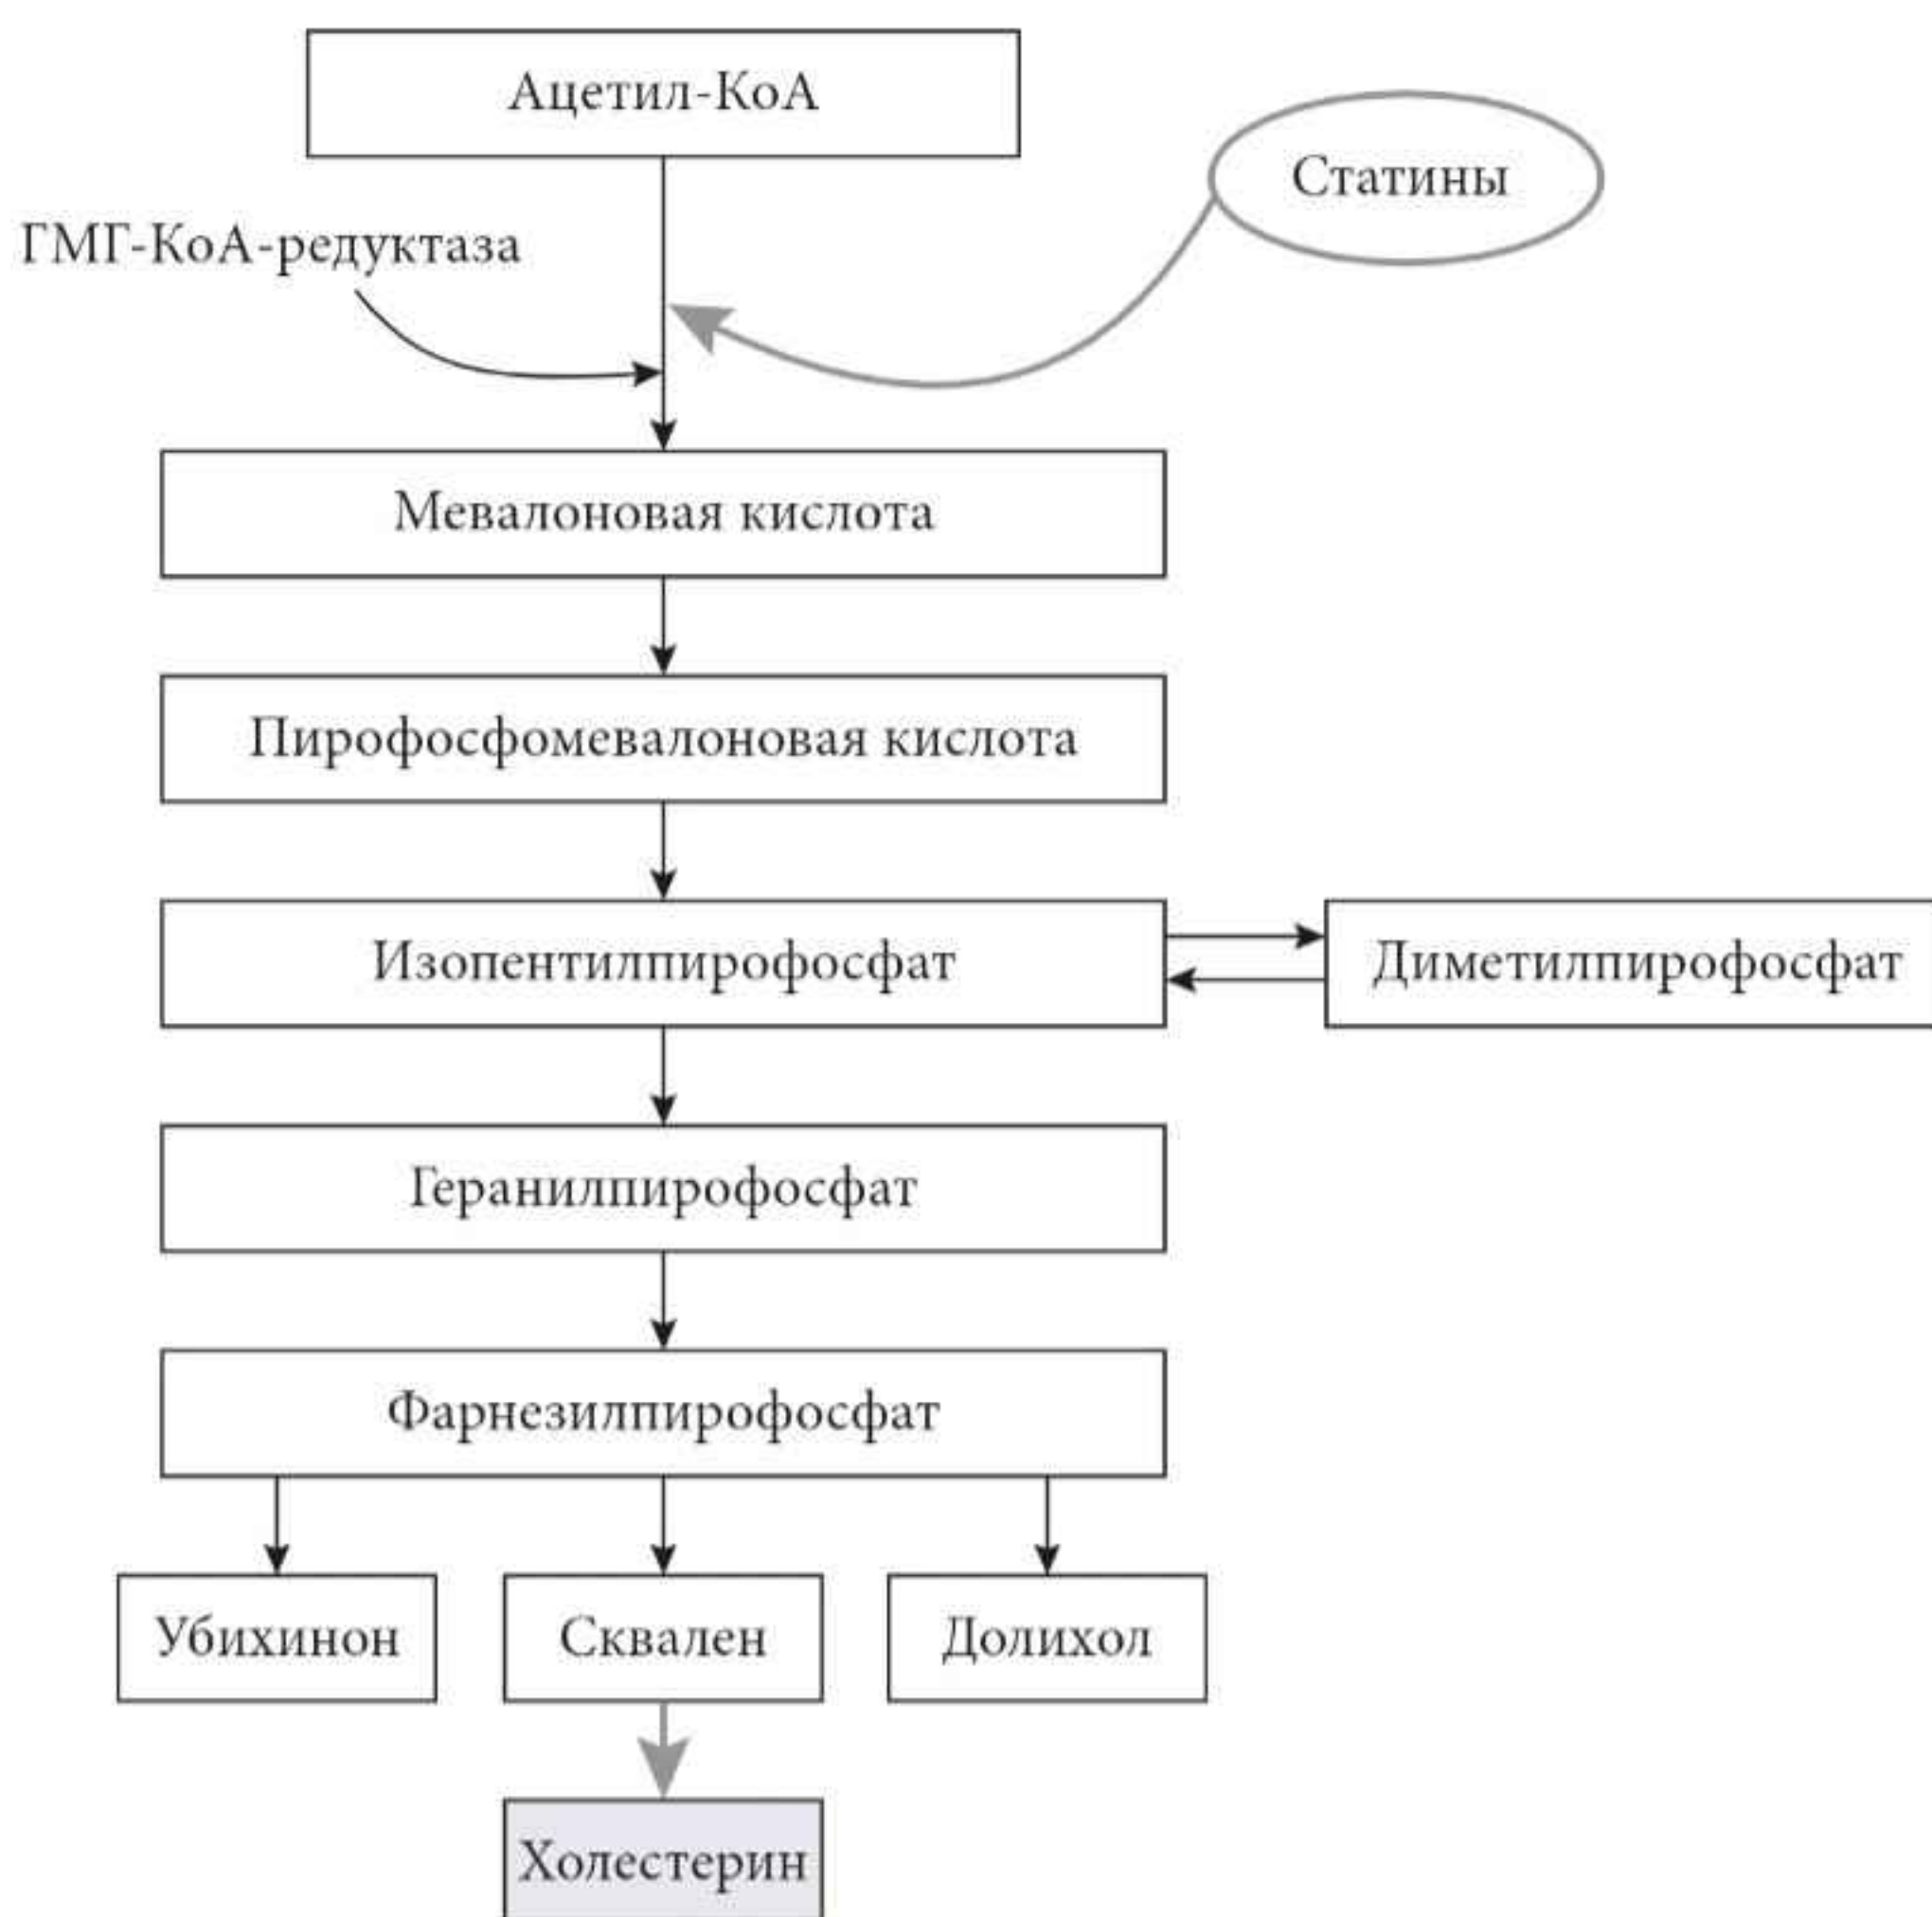 Ацетил-КоА
Статины
ГМГ-КоА-редуктаза
Мевалоновая кислота
Пирофосфомевалоновая кислота
Изопентилпирофосфат
Диметилпирофосфат
Геранилпирофосфат
Фарнезилпирофосфат
Убихинон
Сквален
Долихол
Холестерин